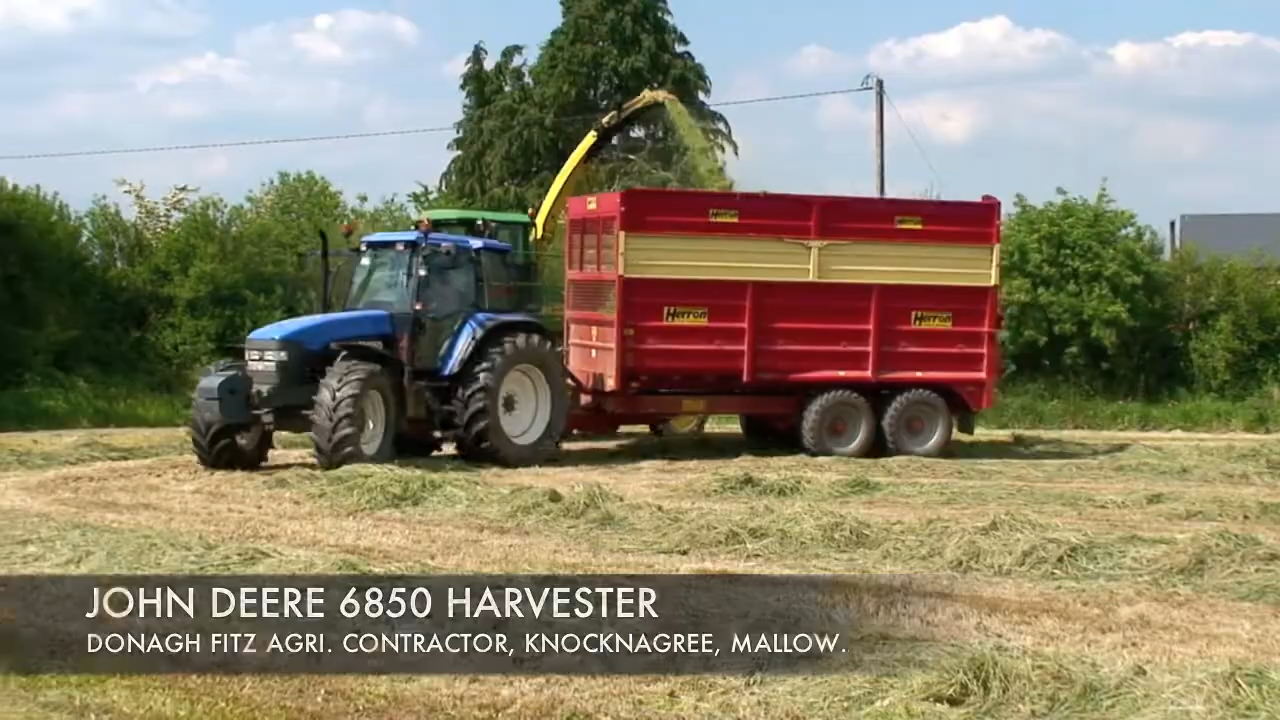 Herron
Herron
JOHN DEERE 6850 HARVESTER
DONAGH FITZ AGRI. CONTRACTOR, KNOCKNAGREE, MALLOW.